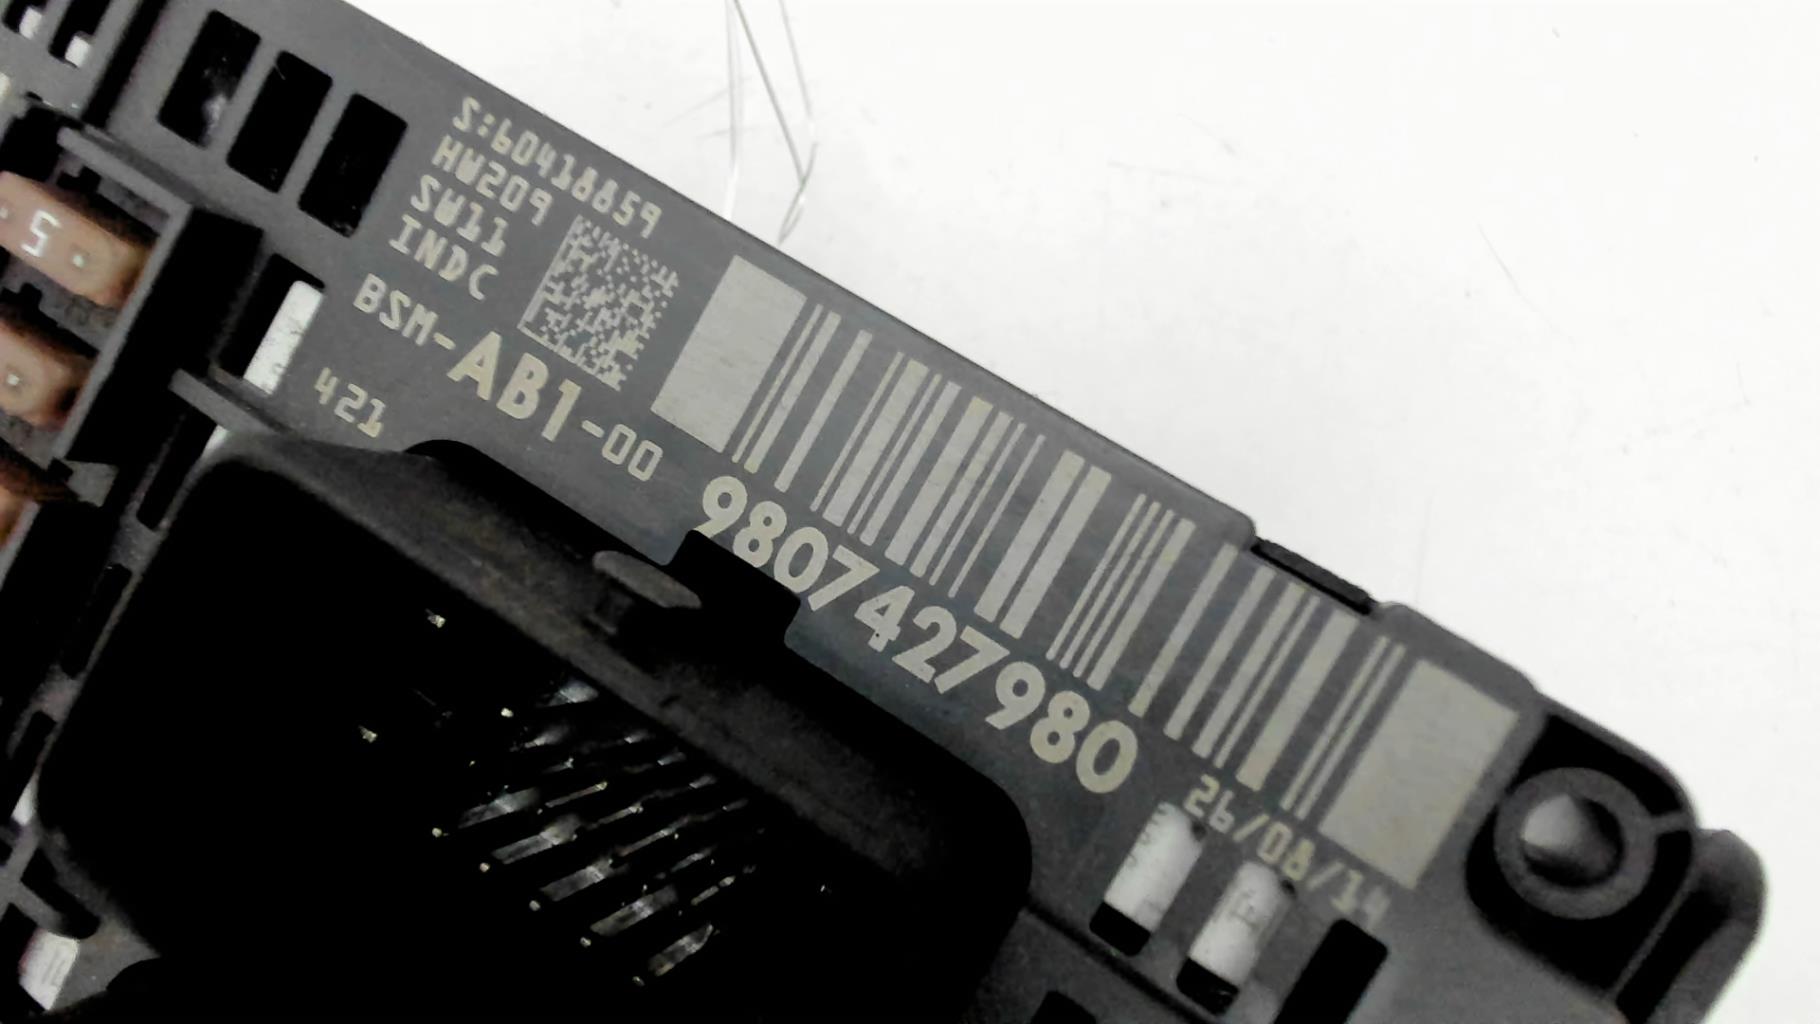 S:60418859
HW209
SW11
INDC
BSM-AB1-00
421
9807427980
26/08/14
5